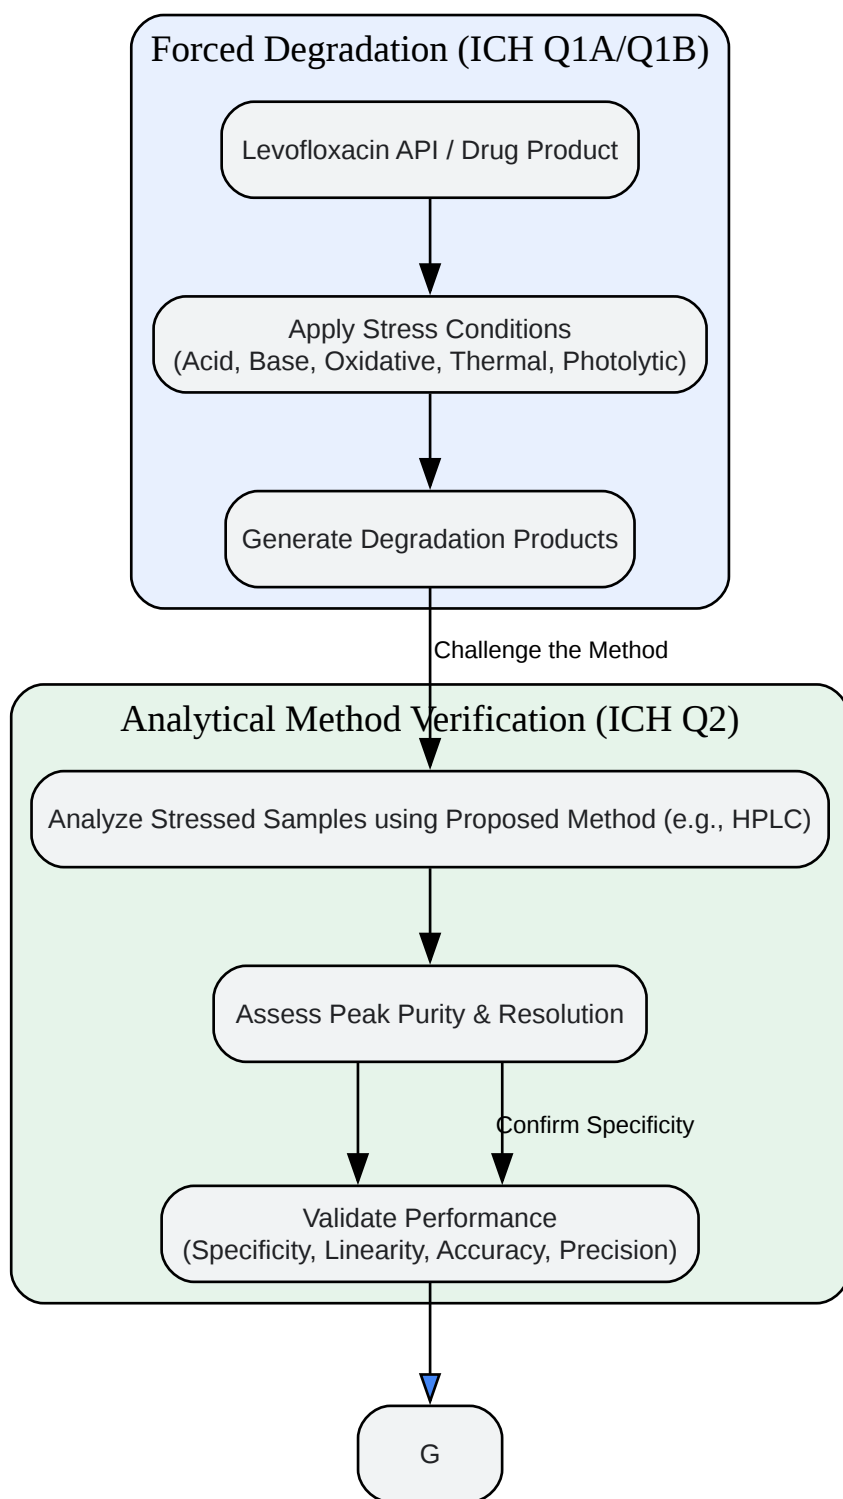 Forced Degradation (ICH Q1A/Q1B)
Levofloxacin API / Drug Product
Apply Stress Conditions
(Acid, Base, Oxidative, Thermal, Photolytic)
Generate Degradation Products
Challenge the Method
Analytical Method Verification (ICH Q2)
Analyze Stressed Samples using Proposed Method (e.g., HPLC)
Assess Peak Purity & Resolution
Confirm Specificity
Validate Performance
(Specificity, Linearity, Accuracy, Precision)
G